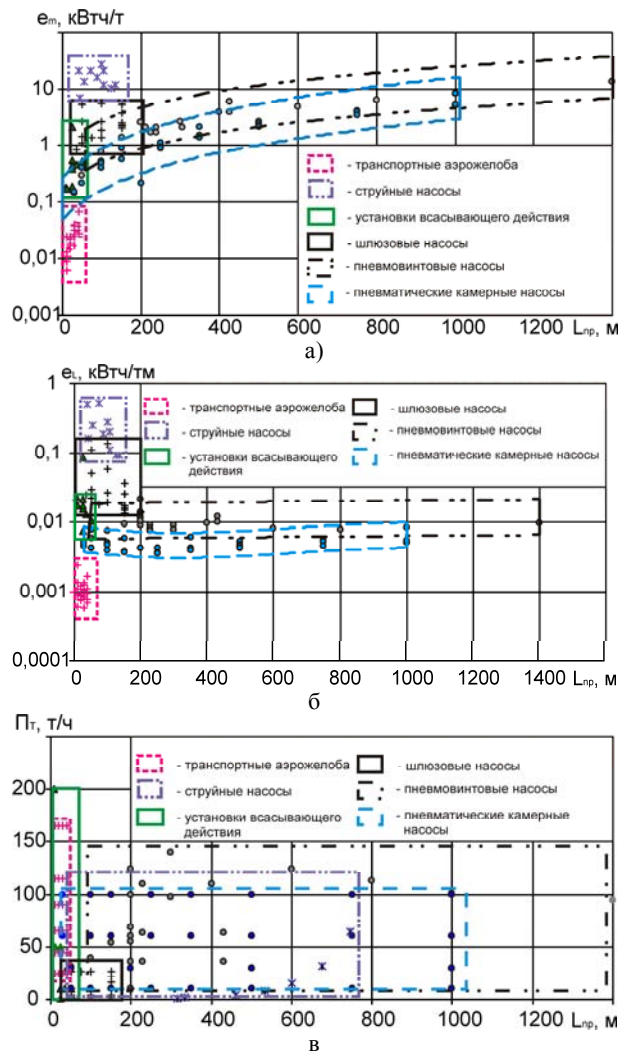 eₘ, кВтч/т
10
1
0,1
0,01
0,001
- транспортные аэрожелоба
- струйные насосы
- установки всасывающего действия
- шлюзовые насосы
- пневмовинтовые насосы
- пневматические камерные насосы
0 200 400 600 800 1000 1200 Lпр, м
а)
eL, кВтч/тм
1
0,1
0,01
0,001
0,0001
- транспортные аэрожелоба
- струйные насосы
- установки всасывающего
действия
- шлюзовые насосы
- пневмовинтовые насосы
- пневматические камерные насосы
0 200 400 600 800 1000 1200 1400 Lпр, м
б
Пт, т/ч
200
150
100
50
0
- транспортные аэрожелоба
- струйные насосы
- установки всасывающего
действия
- шлюзовые насосы
- пневмовинтовые насосы
- пневматические камерные
насосы
0 200 400 600 800 1000 1200 Lпр, м
в